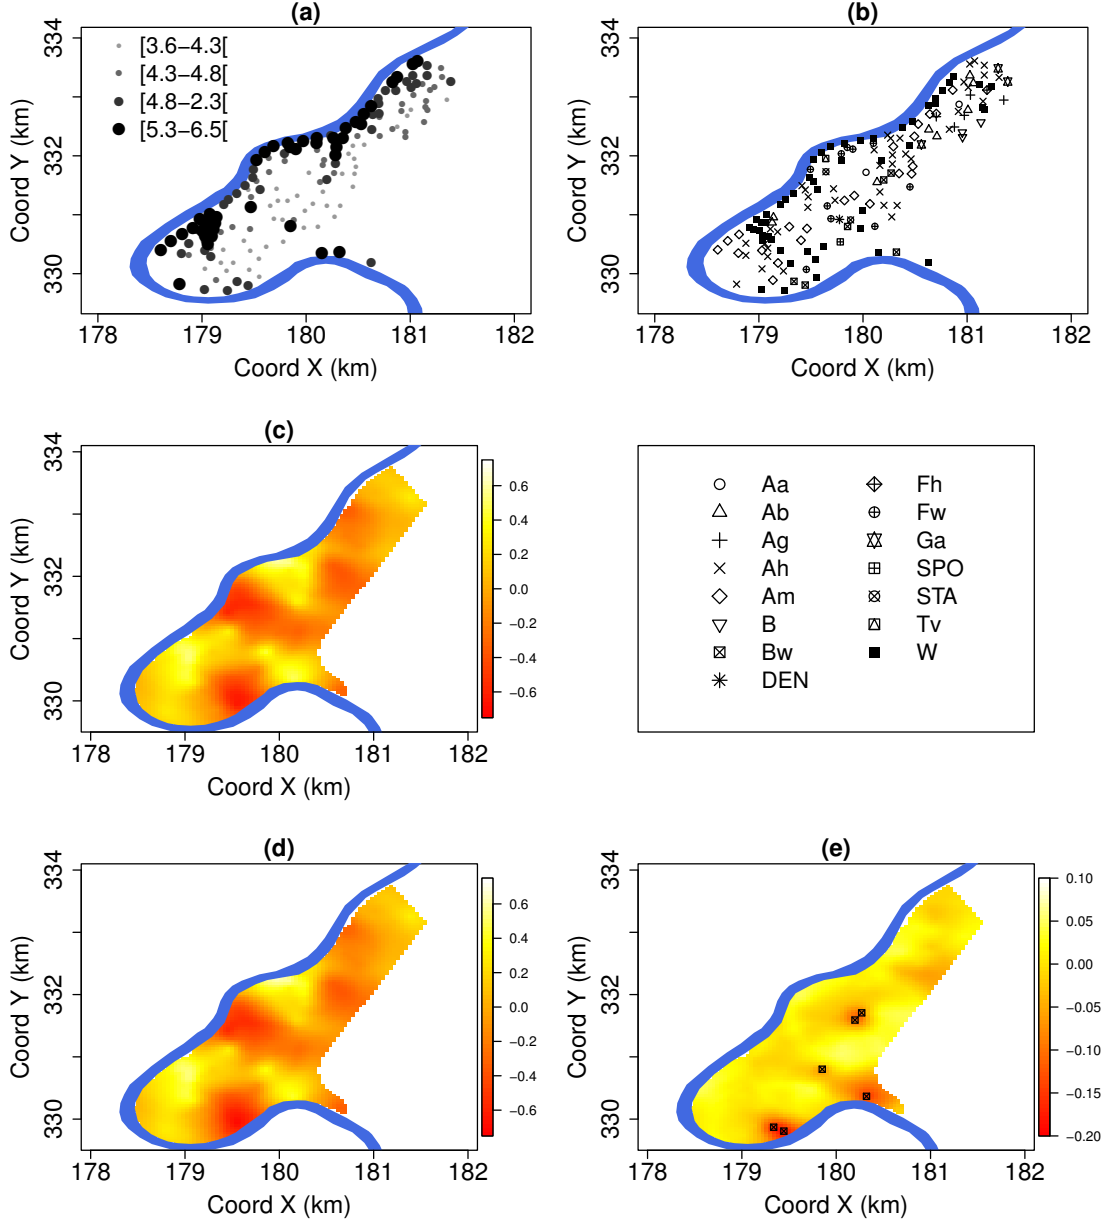 (a)
334
332
330
Coord Y (km)
[3.6−4.3[
[4.3−4.8[
[4.8−2.3[
[5.3−6.5[
178 179 180 181 182
Coord X (km)
(b)
334
332
330
Coord Y (km)
178 179 180 181 182
Coord X (km)
(c)
334
332
330
Coord Y (km)
0.6
0.4
0.2
0.0
−0.2
−0.4
−0.6
178 179 180 181 182
Coord X (km)
Aa Fh
Ab Fw
Ag Ga
Ah SPO
Am STA
B Tv
Bw W
DEN
(d)
334
332
330
Coord Y (km)
0.6
0.4
0.2
0.0
−0.2
−0.4
−0.6
178 179 180 181 182
Coord X (km)
(e)
334
332
330
Coord Y (km)
0.10
0.05
0.00
−0.05
−0.10
−0.15
−0.20
178 179 180 181 182
Coord X (km)